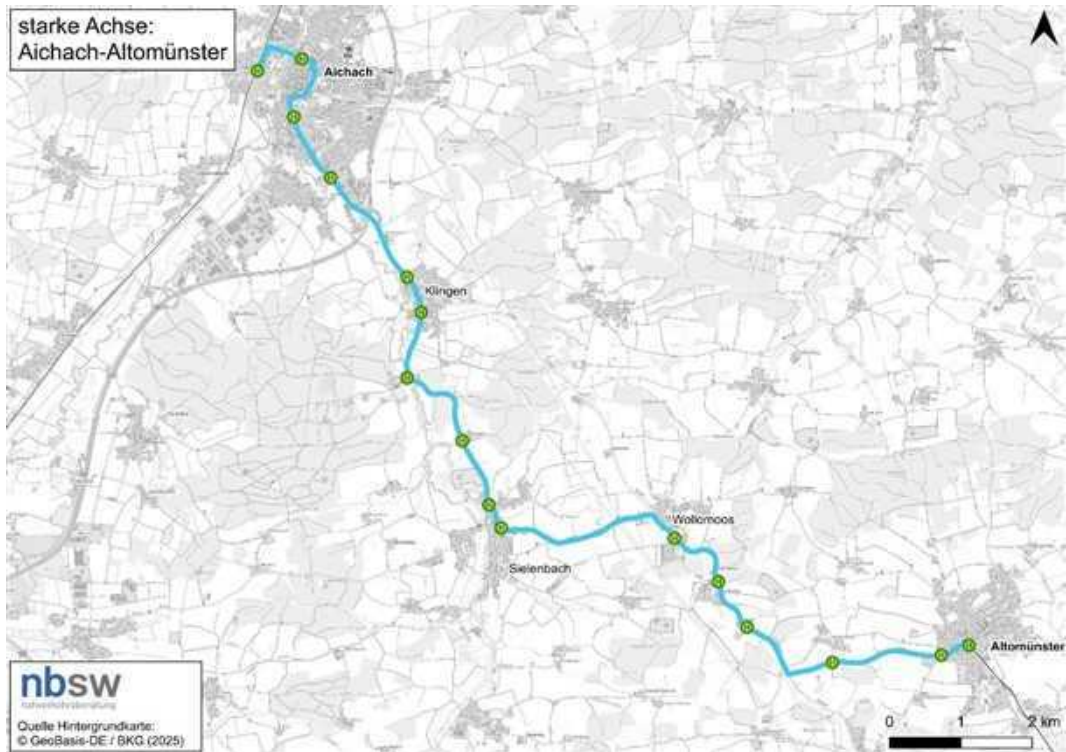 starke Achse:
Aichach-Altomünster
Aichach
Klingen
Wollomoos
Sielenbach
Altomünster
nbsw
nahverkehrsberatung
Quelle Hintergrundkarte:
© GeoBasis-DE / BKG (2025)
0 1 2 km